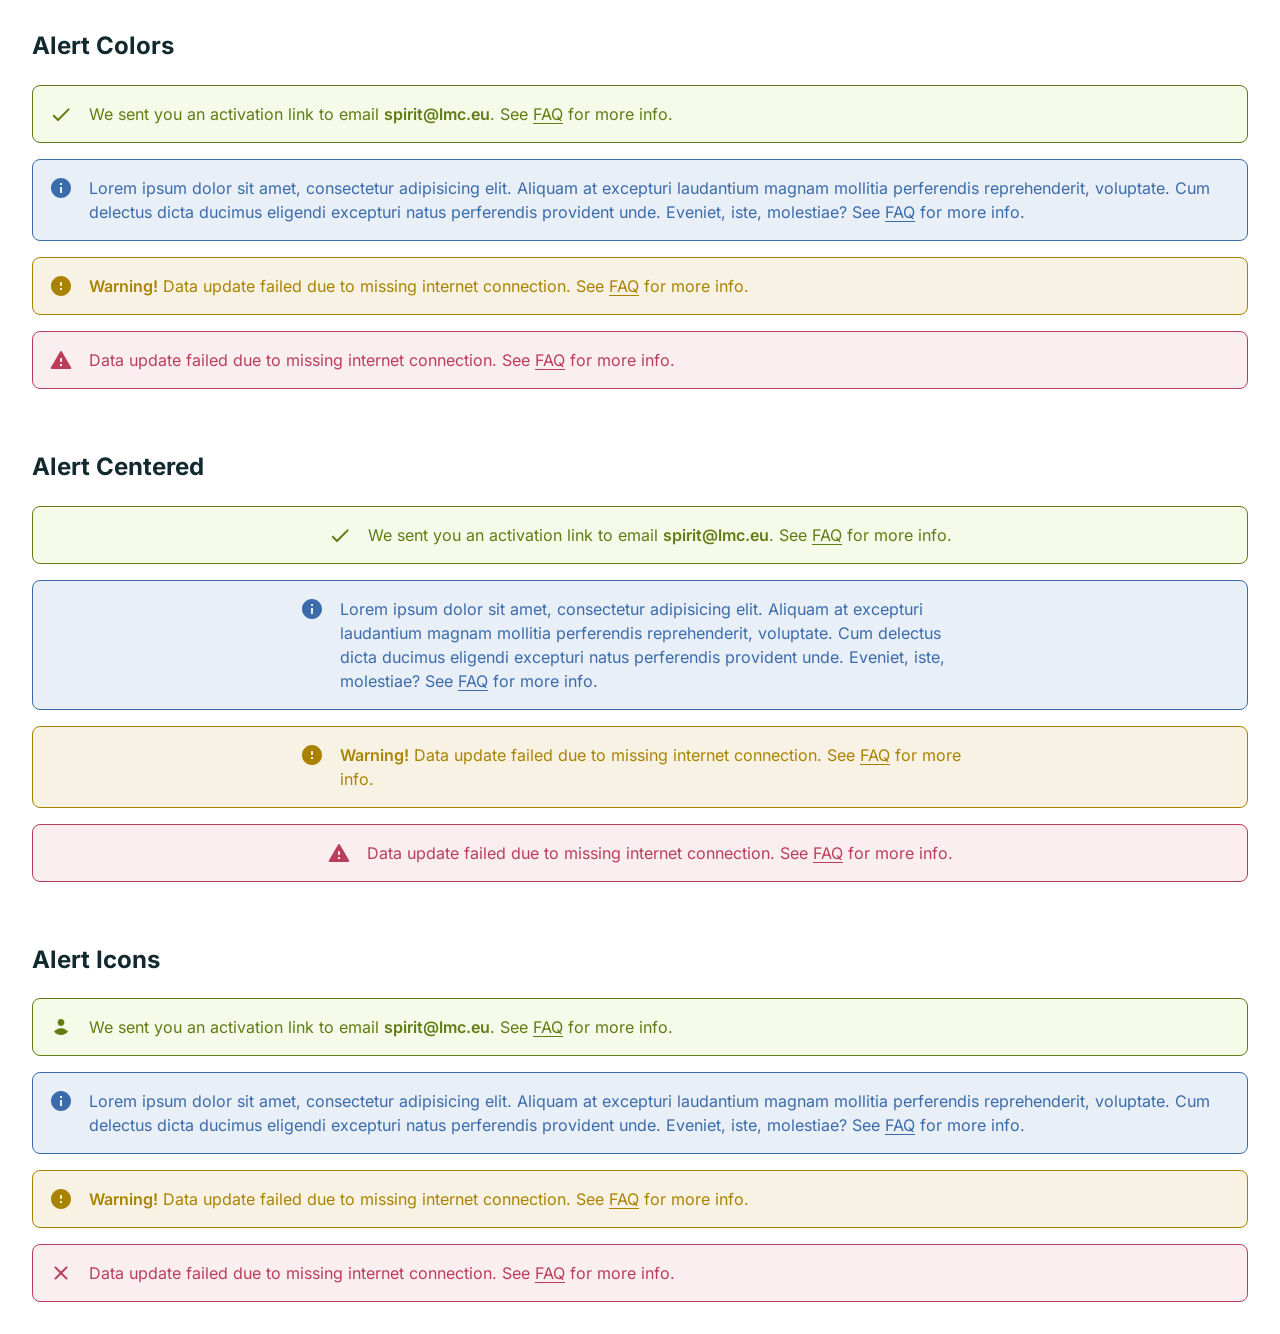 Alert Colors
We sent you an activation link to email spirit@lmc.eu. See FAQ for more info.
Lorem ipsum dolor sit amet, consectetur adipisicing elit. Aliquam at excepturi laudantium magnam mollitia perferendis reprehenderit, voluptate. Cum
delectus dicta ducimus eligendi excepturi natus perferendis provident unde. Eveniet, iste, molestiae? See FAQ for more info.
Warning! Data update failed due to missing internet connection. See FAQ for more info.
Data update failed due to missing internet connection. See FAQ for more info.
Alert Centered
We sent you an activation link to email spirit@lmc.eu. See FAQ for more info.
Lorem ipsum dolor sit amet, consectetur adipisicing elit. Aliquam at excepturi
laudantium magnam mollitia perferendis reprehenderit, voluptate. Cum delectus
dicta ducimus eligendi excepturi natus perferendis provident unde. Eveniet, iste,
molestiae? See FAQ for more info.
Warning! Data update failed due to missing internet connection. See FAQ for more
info.
Data update failed due to missing internet connection. See FAQ for more info.
Alert Icons
We sent you an activation link to email spirit@lmc.eu. See FAQ for more info.
Lorem ipsum dolor sit amet, consectetur adipisicing elit. Aliquam at excepturi laudantium magnam mollitia perferendis reprehenderit, voluptate. Cum
delectus dicta ducimus eligendi excepturi natus perferendis provident unde. Eveniet, iste, molestiae? See FAQ for more info.
Warning! Data update failed due to missing internet connection. See FAQ for more info.
Data update failed due to missing internet connection. See FAQ for more info.